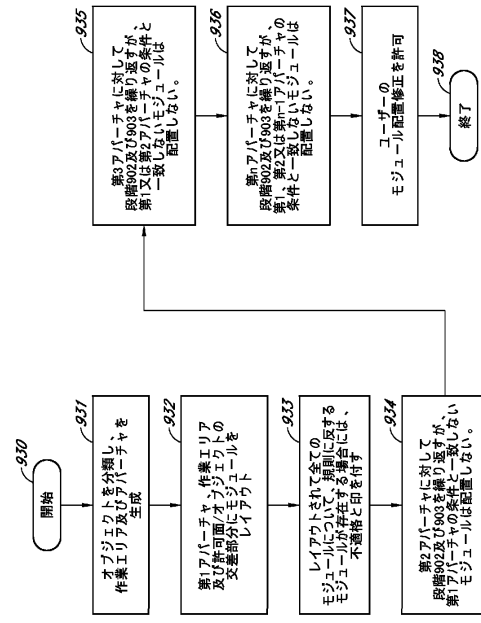 930
開始
931
オブジェクトを分類し、
作業エリア及びアパーチャを
生成
932
第1アパーチャ、作業エリア
及び許可面/オブジェクトの
交差部分にモジュールを
レイアウト
933
レイアウトされて全ての
モジュールについて、規則に反する
モジュールが存在する場合には、
不適格と印を付す
934
第2アパーチャに対して
段階902及び903を繰り返すが、
第1アパーチャの条件と一致しない
モジュールは配置しない。
935
第3アパーチャに対して
段階902及び903を繰り返すが、
第1又は第2アパーチャの条件と
一致しないモジュールは
配置しない。
936
第nアパーチャに対して
段階902及び903を繰り返すが、
第1、第2又は第n-1アパーチャの
条件と一致しないモジュールは
配置しない。
937
ユーザーの
モジュール配置修正を許可
938
終了